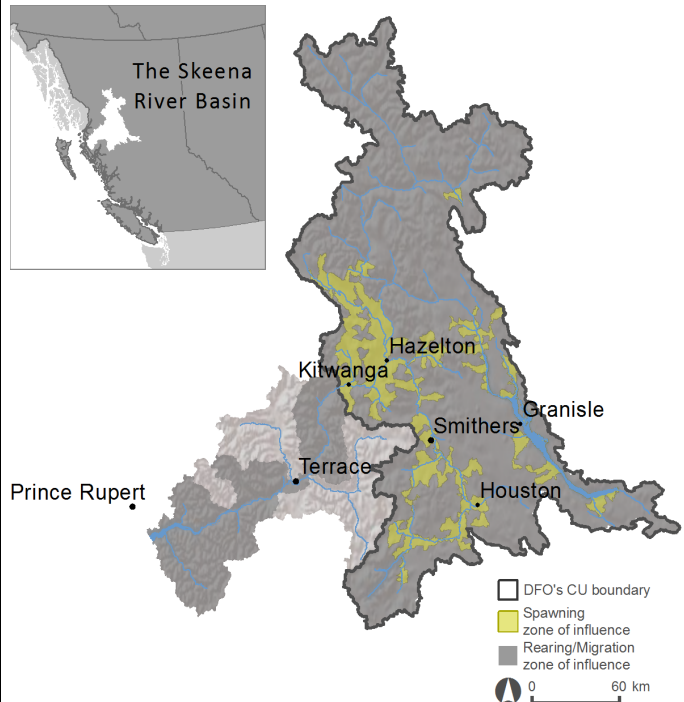 The Skeena
River Basin
Hazelton
Kitwanga
Granisle
Smithers
Terrace
Prince Rupert
Houston
DFO's CU boundary
Spawning
zone of influence
Rearing/Migration
zone of influence
0 60 km